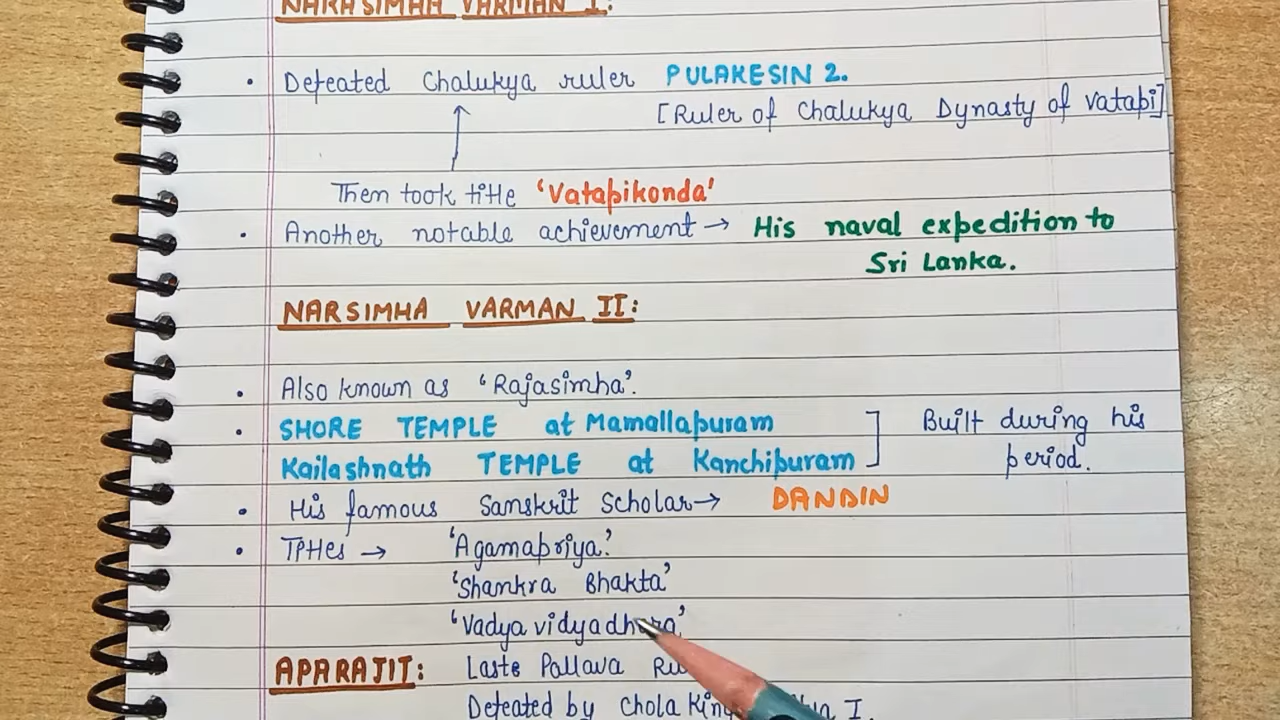 NARASIMHA VARMAN I:
• Defeated Chalukya ruler PULAKESIN 2.
[Ruler of Chalukya Dynasty of Vatapi]
Then took title 'Vatapikonda'
• Another notable achievement → His naval expedition to
Sri Lanka.
NARSIMHA VARMAN II:
• Also known as 'Rajasimha'.
• SHORE TEMPLE at Mamallapuram
Kailashnath TEMPLE at Kanchipuram ] Built during his
period.
• His famous Sanskrit Scholar → DANDIN
• Titles → 'Agamapriya'.
'Shankra Bhakta'
'Vadya vidyadhara'
APARAJIT: Laste Pallava
Defeated by Chola I.